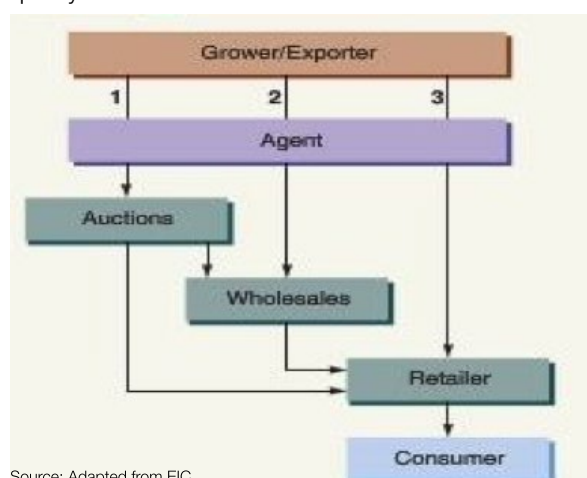 Grower/Exporter
1 2 3
Agent
Auctions
Wholesales
Retailer
Consumer